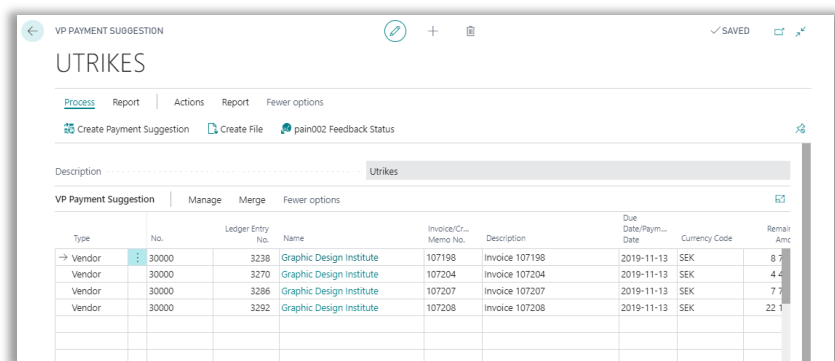 VP PAYMENT SUGGESTION
SAVED
UTRIKES
Process Report Actions Report Fewer options
Create Payment Suggestion Create File pain002 Feedback Status
Description Utrikes
VP Payment Suggestion Manage Merge Fewer options
Type No. Ledger Entry No. Name Invoice/Cr... Memo No. Description Due Date/Paym... Date Currency Code
Vendor 30000 3238 Graphic Design Institute 107198 Invoice 107198 2019-11-13 SEK
Vendor 30000 3270 Graphic Design Institute 107204 Invoice 107204 2019-11-13 SEK
Vendor 30000 3286 Graphic Design Institute 107207 Invoice 107207 2019-11-13 SEK
Vendor 30000 3292 Graphic Design Institute 107208 Invoice 107208 2019-11-13 SEK